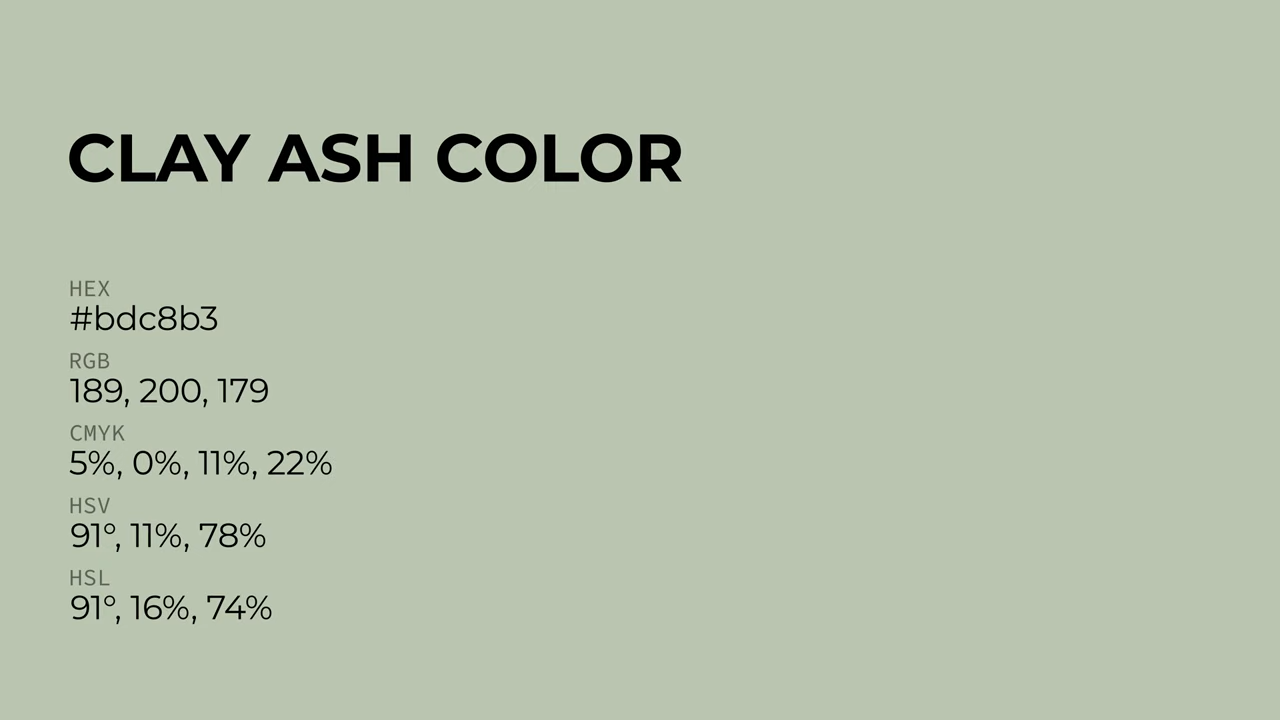 CLAY ASH COLOR
HEX
#bdc8b3
RGB
189, 200, 179
CMYK
5%, 0%, 11%, 22%
HSV
91°, 11%, 78%
HSL
91°, 16%, 74%